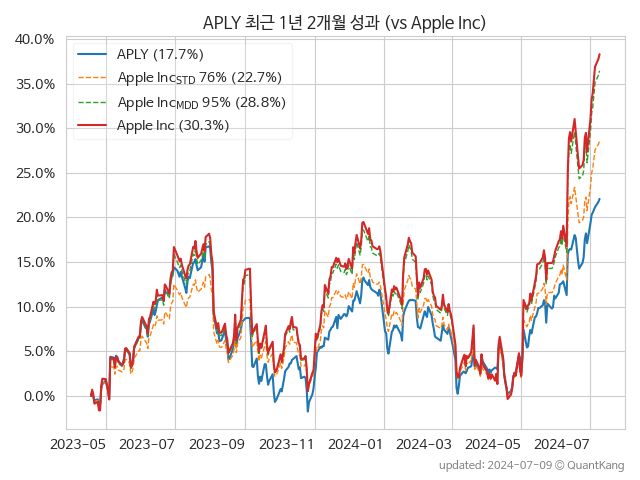 APLY 최근 1년 2개월 성과 (vs Apple Inc)
40.0%
35.0%
30.0%
25.0%
20.0%
15.0%
10.0%
5.0%
0.0%
APLY (17.7%)
Apple IncSTD 76% (22.7%)
Apple IncMDD 95% (28.8%)
Apple Inc (30.3%)
2023-05 2023-07 2023-09 2023-11 2024-01 2024-03 2024-05 2024-07
updated: 2024-07-09 © QuantKang